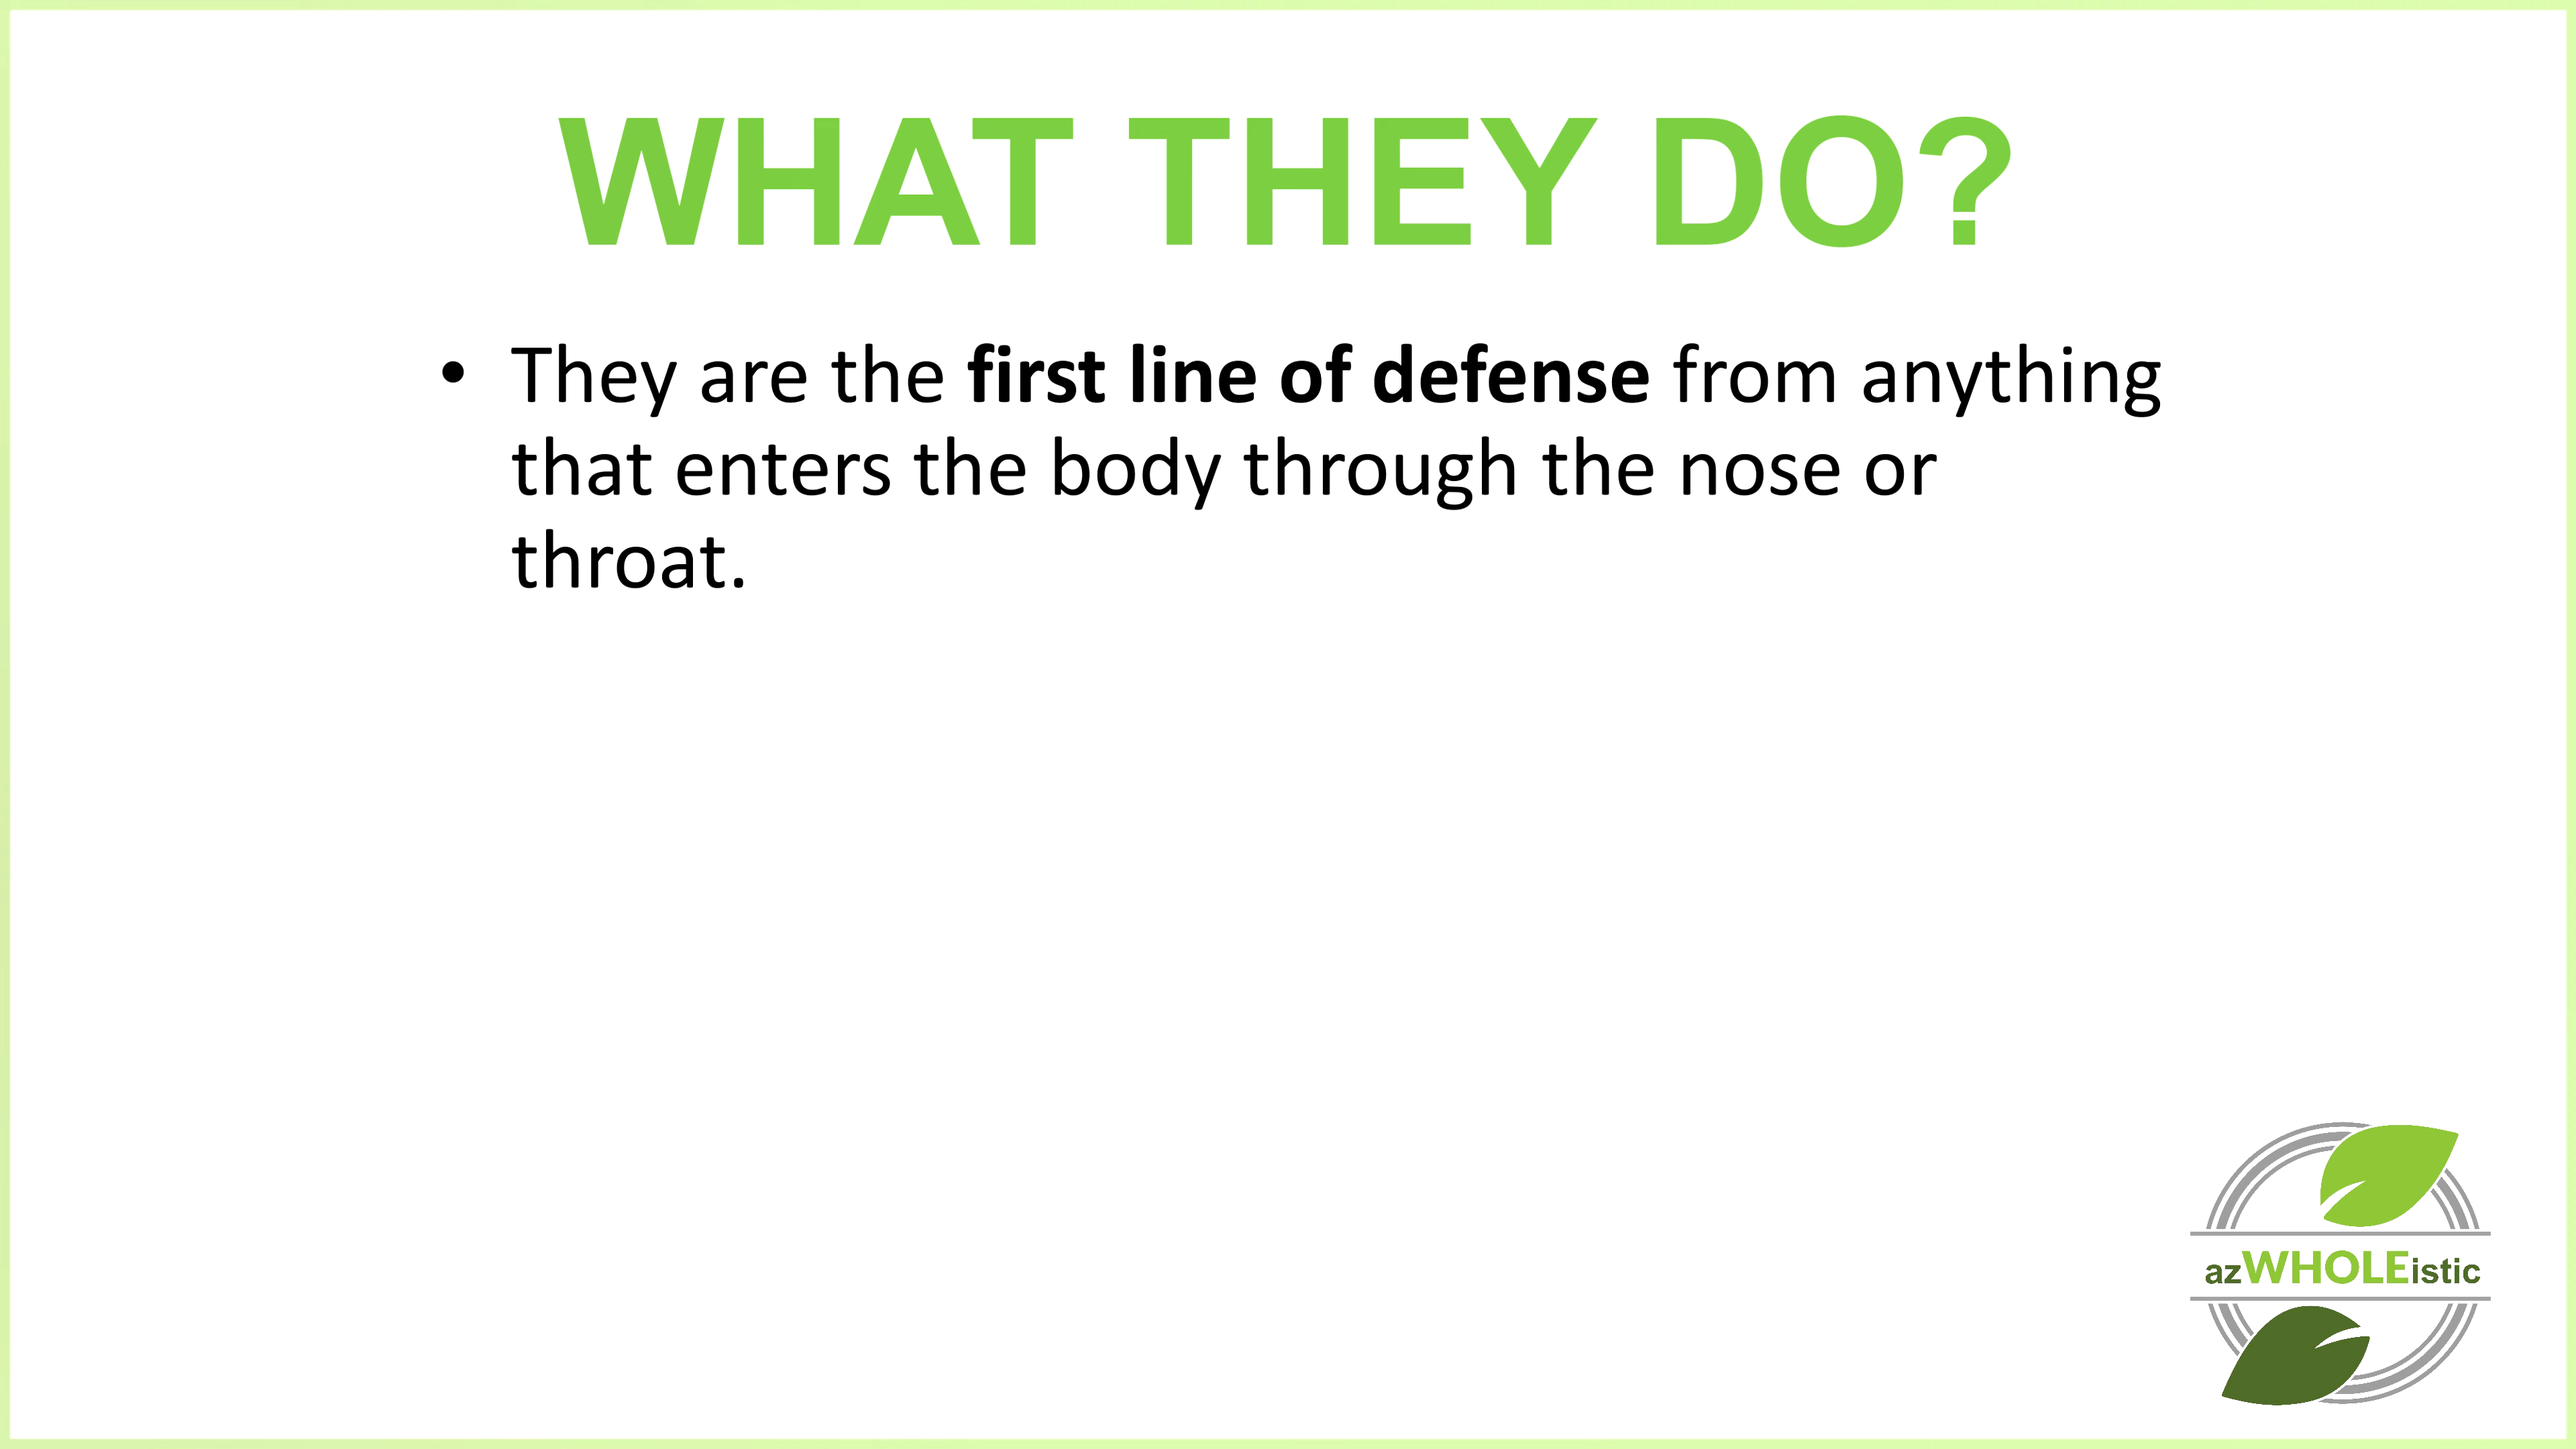 WHAT THEY DO?
• They are the first line of defense from anything
that enters the body through the nose or
throat.
azWHOLEistic